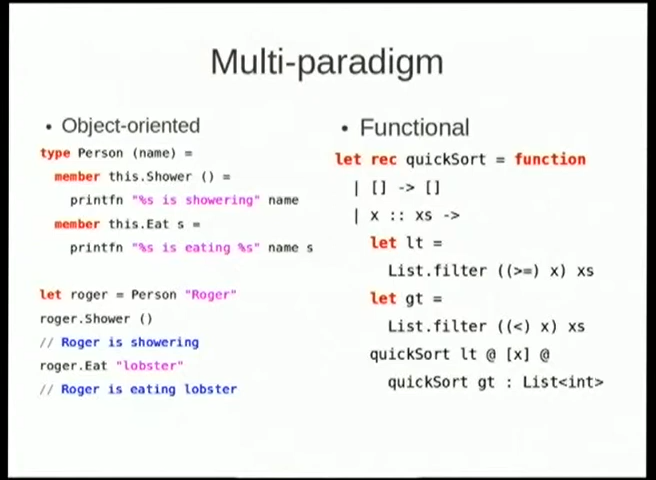 Multi-paradigm
• Object-oriented
type Person (name) =
member this.Shower () =
printfn "%s is showering" name
member this.Eat s =
printfn "%s is eating %s" name s
let roger = Person "Roger"
roger.Shower ()
// Roger is showering
roger.Eat "lobster"
// Roger is eating lobster
• Functional
let rec quickSort = function
| [] -> []
| x :: xs ->
let lt =
List.filter ((>=) x) xs
let gt =
List.filter ((<) x) xs
quickSort lt @ [x] @
quickSort gt : List<int>